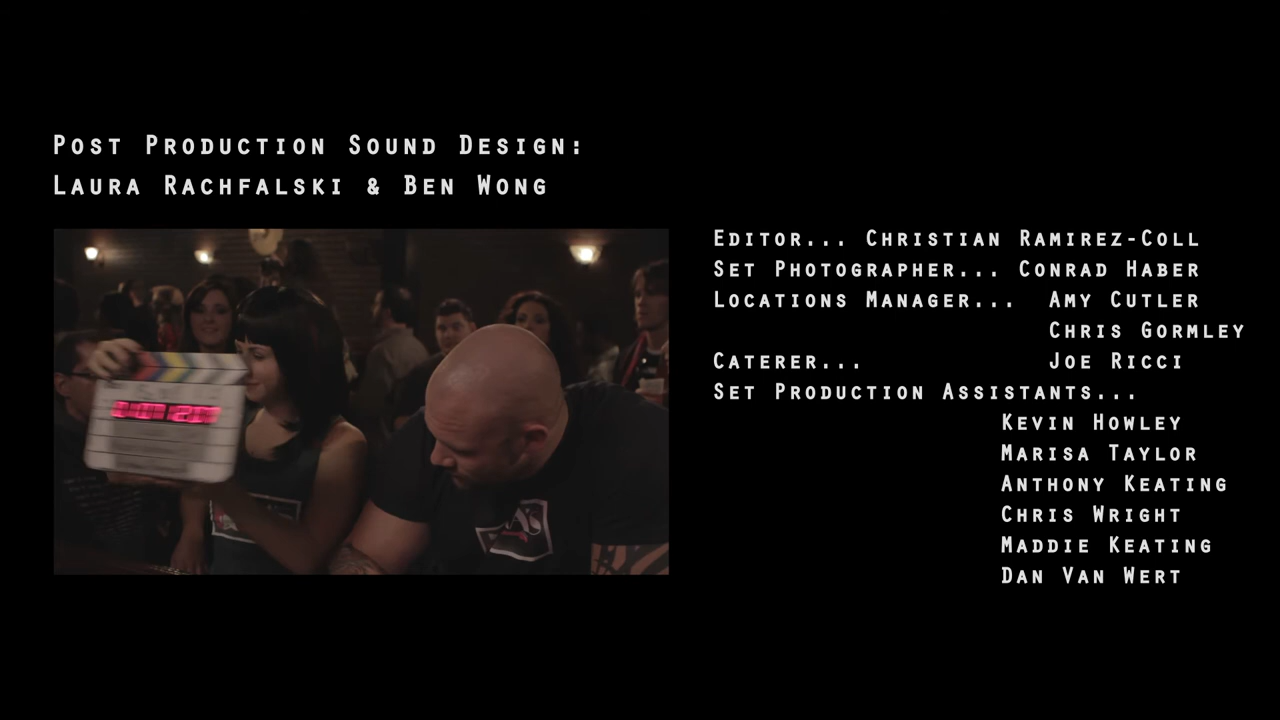 Post Production Sound Design:
Laura Rachfalski & Ben Wong
Editor... Christian Ramirez-Coll
Set Photographer... Conrad Haber
Locations Manager... Amy Cutler
Chris Gormley
Caterer... Joe Ricci
Set Production Assistants...
Kevin Howley
Marisa Taylor
Anthony Keating
Chris Wright
Maddie Keating
Dan Van Wert